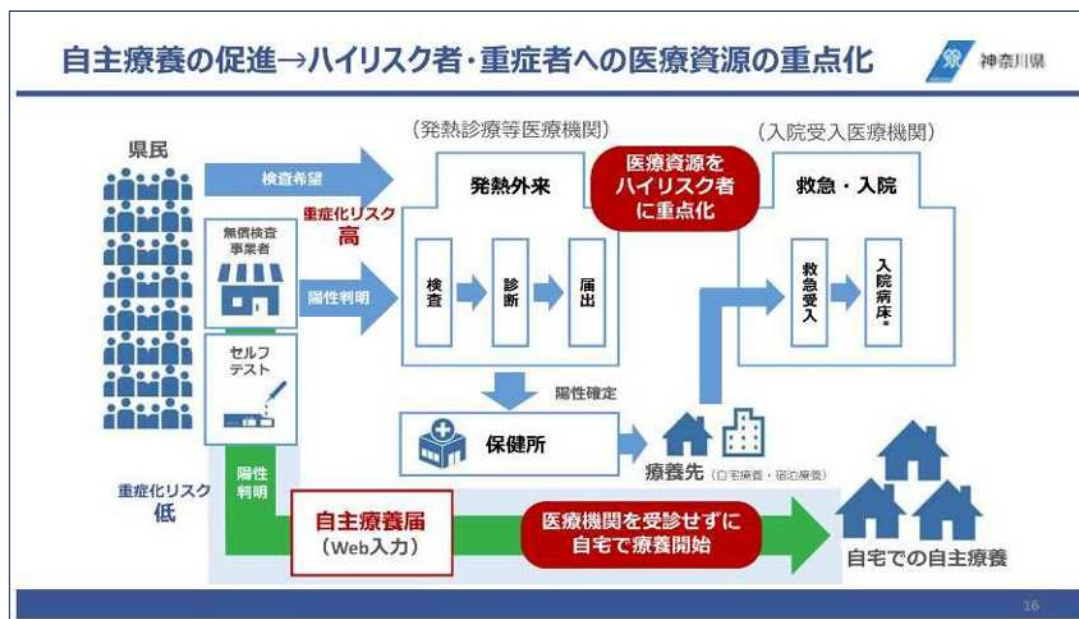 自主療養の促進→ハイリスク者・重症者への医療資源の重点化
神奈川県
(発熱診療等医療機関)
(入院受入医療機関)
県民
検査希望
発熱外来
医療資源を
ハイリスク者
に重点化
救急・入院
重症化リスク
高
無償検査
事業者
陽性判明
検査
診断
届出
救急受入
入院病床*
セルフ
テスト
陽性確定
保健所
療養先(自宅療養・宿泊療養)
重症化リスク
低
陽性
判明
自主療養届
(Web入力)
医療機関を受診せずに
自宅で療養開始
自宅での自主療養
16